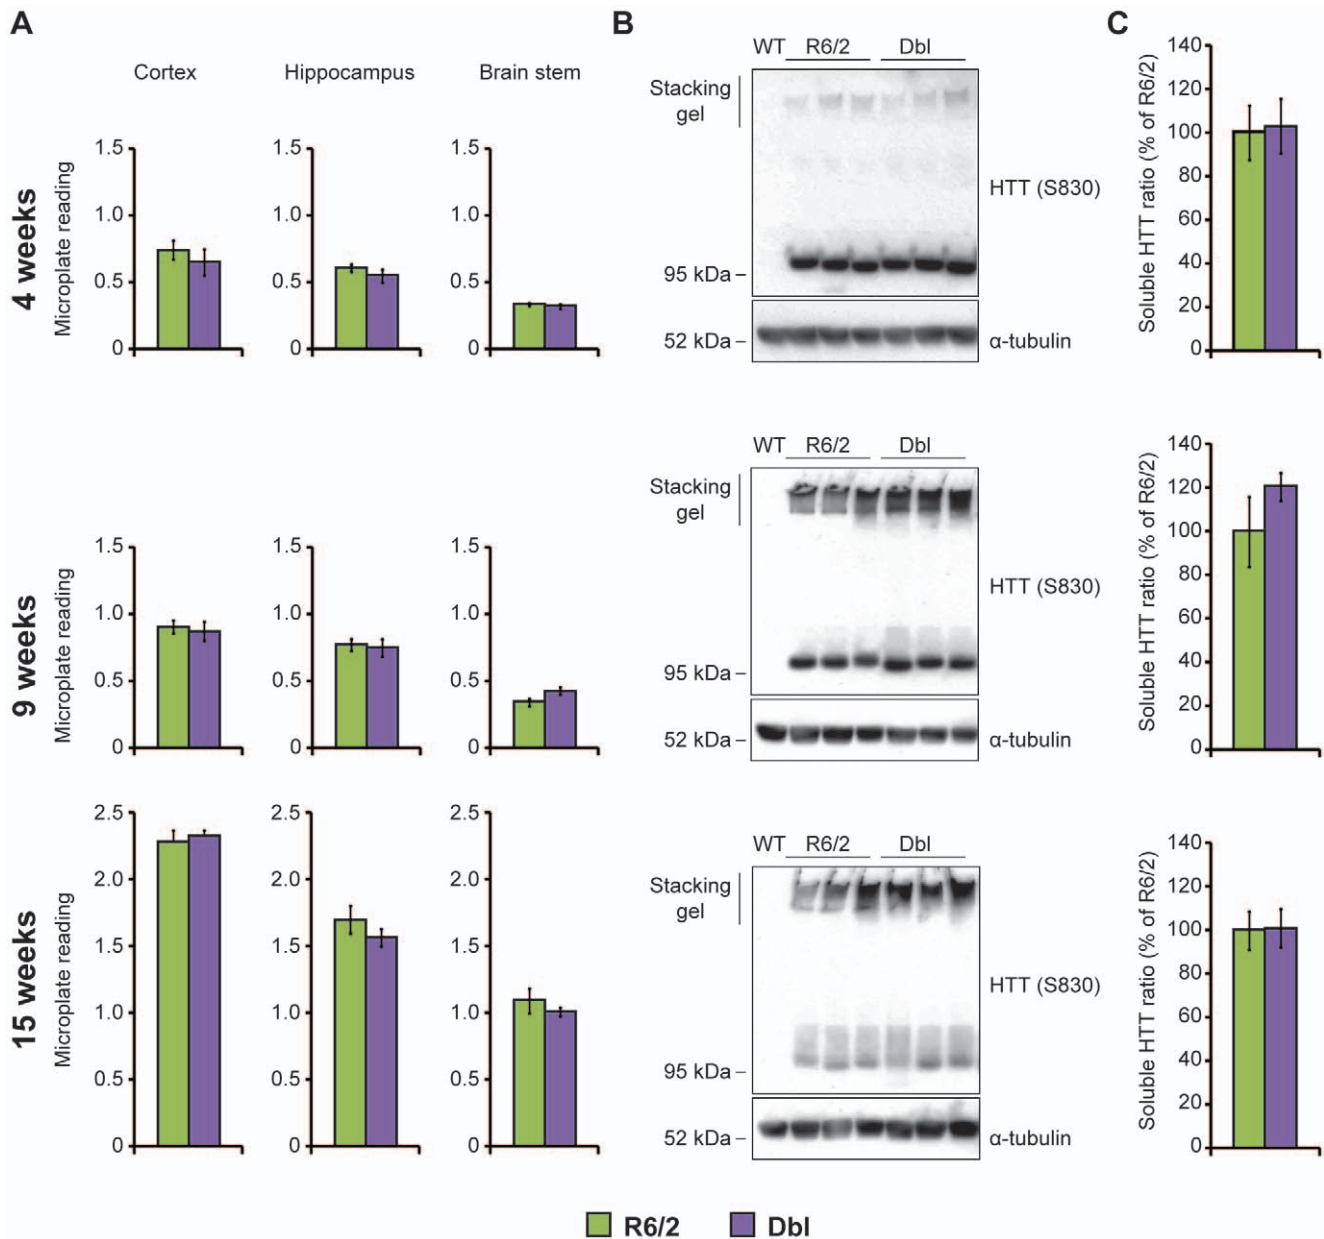 A
B
C
Cortex
Hippocampus
Brain stem
4 weeks
Microplate reading
1.5
1.0
0.5
0
1.5
1.0
0.5
0
1.5
1.0
0.5
0
WT R6/2 Dbl
Stacking
gel
HTT (S830)
95 kDa –
52 kDa –
α-tubulin
Soluble HTT ratio (% of R6/2)
140
120
100
80
60
40
20
0
9 weeks
Microplate reading
1.5
1.0
0.5
0
1.5
1.0
0.5
0
1.5
1.0
0.5
0
WT R6/2 Dbl
Stacking
gel
HTT (S830)
95 kDa –
52 kDa –
α-tubulin
Soluble HTT ratio (% of R6/2)
140
120
100
80
60
40
20
0
15 weeks
Microplate reading
2.5
2.0
1.5
1.0
0.5
0
2.5
2.0
1.5
1.0
0.5
0
2.5
2.0
1.5
1.0
0.5
0
WT R6/2 Dbl
Stacking
gel
HTT (S830)
95 kDa –
52 kDa –
α-tubulin
Soluble HTT ratio (% of R6/2)
140
120
100
80
60
40
20
0
R6/2 Dbl